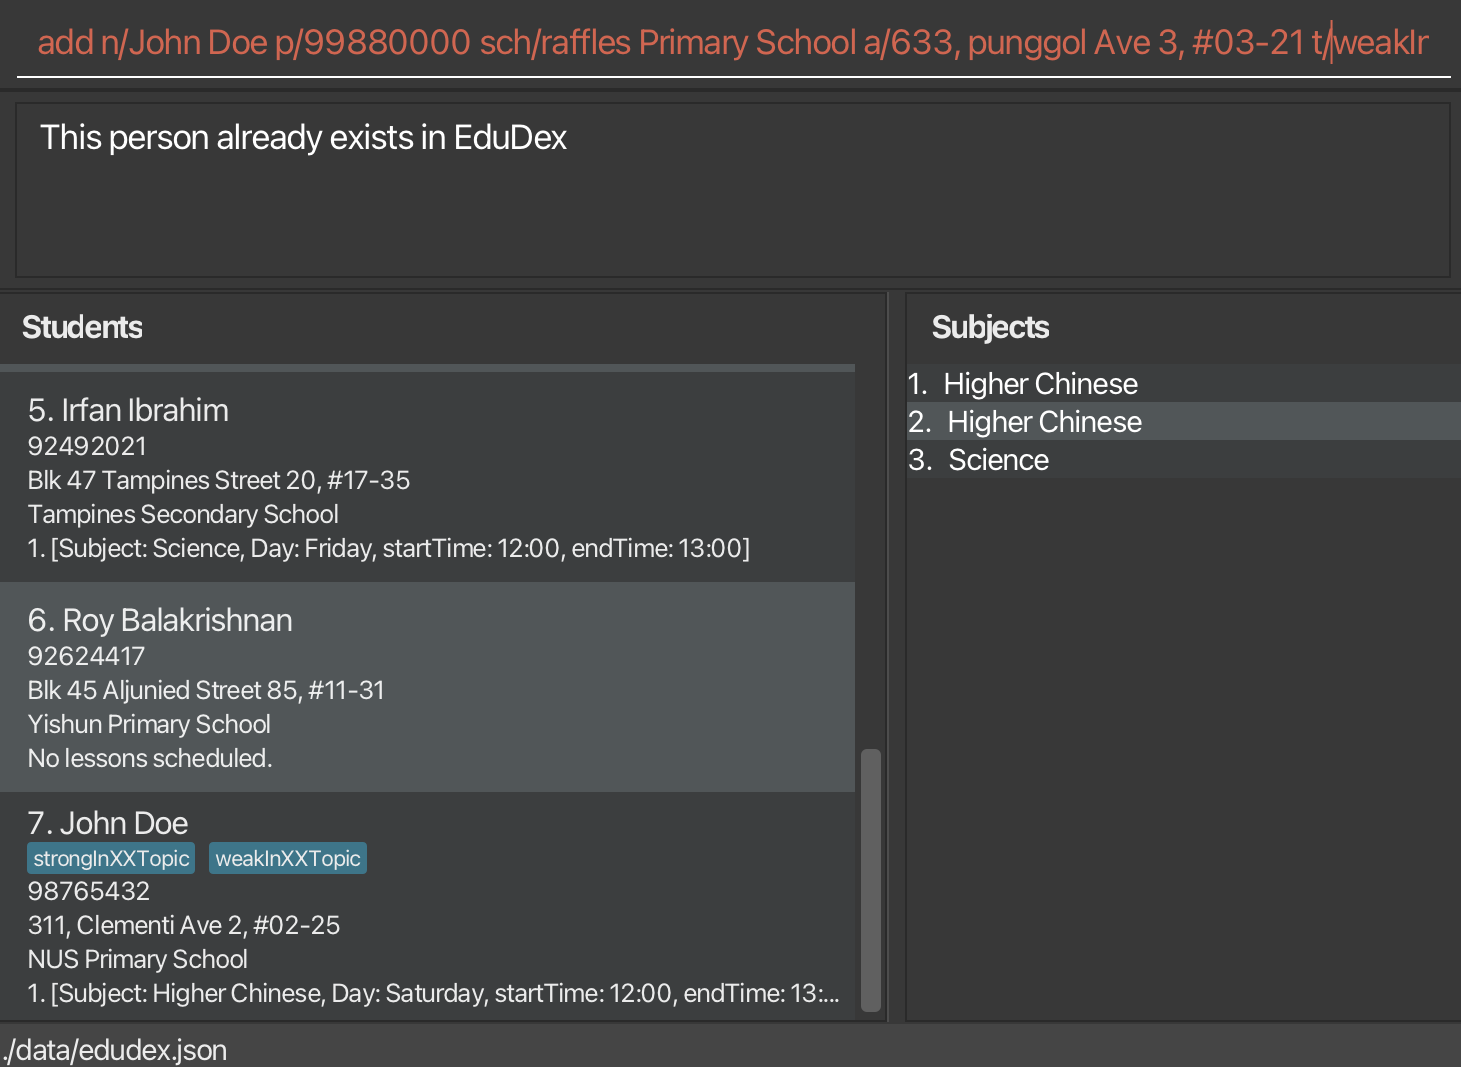 add n/John Doe p/99880000 sch/raffles Primary School a/633, punggol Ave 3, #03-21 t/weakIn
This person already exists in EduDex
Students
5. Irfan Ibrahim
92492021
Blk 47 Tampines Street 20, #17-35
Tampines Secondary School
1. [Subject: Science, Day: Friday, startTime: 12:00, endTime: 13:00]
6. Roy Balakrishnan
92624417
Blk 45 Aljunied Street 85, #11-31
Yishun Primary School
No lessons scheduled.
7. John Doe
strongInXXTopic weakInXXTopic
98765432
311, Clementi Ave 2, #02-25
NUS Primary School
1. [Subject: Higher Chinese, Day: Saturday, startTime: 12:00, endTime: 13:...
Subjects
1. Higher Chinese
2. Higher Chinese
3. Science
./data/edudex.json